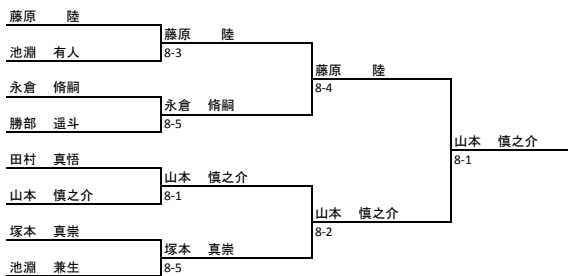 藤原 陸
池淵 有人
永倉 脩嗣
勝部 遥斗
田村 真悟
山本 慎之介
塚本 真崇
池淵 兼生
藤原 陸
8-3
永倉 脩嗣
8-5
山本 慎之介
8-1
塚本 真崇
8-5
藤原 陸
8-4
山本 慎之介
8-2
山本 慎之介
8-1